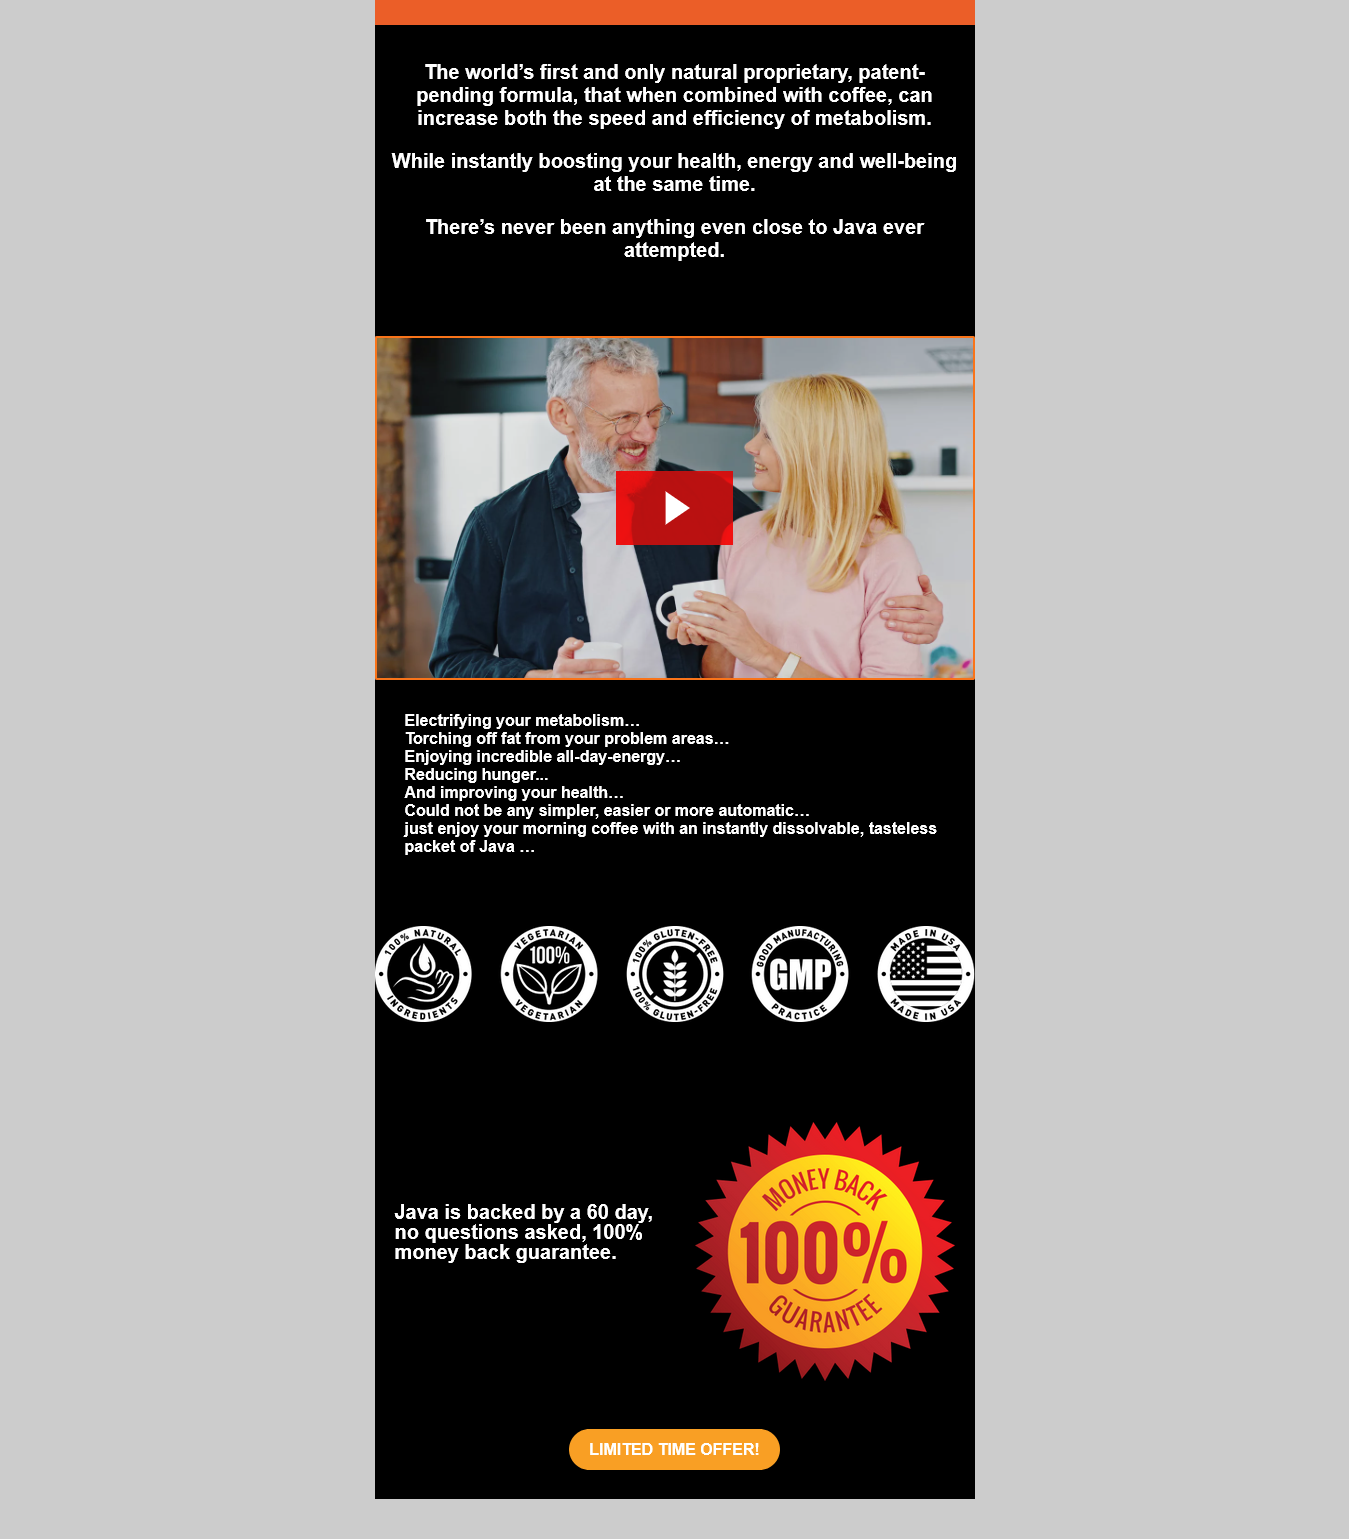 The world’s first and only natural proprietary, patent-
pending formula, that when combined with coffee, can
increase both the speed and efficiency of metabolism.
While instantly boosting your health, energy and well-being
at the same time.
There’s never been anything even close to Java ever
attempted.
Electrifying your metabolism…
Torching off fat from your problem areas…
Enjoying incredible all-day-energy…
Reducing hunger...
And improving your health…
Could not be any simpler, easier or more automatic…
just enjoy your morning coffee with an instantly dissolvable, tasteless
packet of Java …
100% NATURAL
INGREDIENTS
VEGETARIAN
100%
VEGETARIAN
100% GLUTEN-FREE
100% GLUTEN-FREE
GOOD MANUFACTURING
GMP
PRACTICE
MADE IN USA
MADE IN USA
Java is backed by a 60 day,
no questions asked, 100%
money back guarantee.
MONEY BACK
100%
GUARANTEE
LIMITED TIME OFFER!